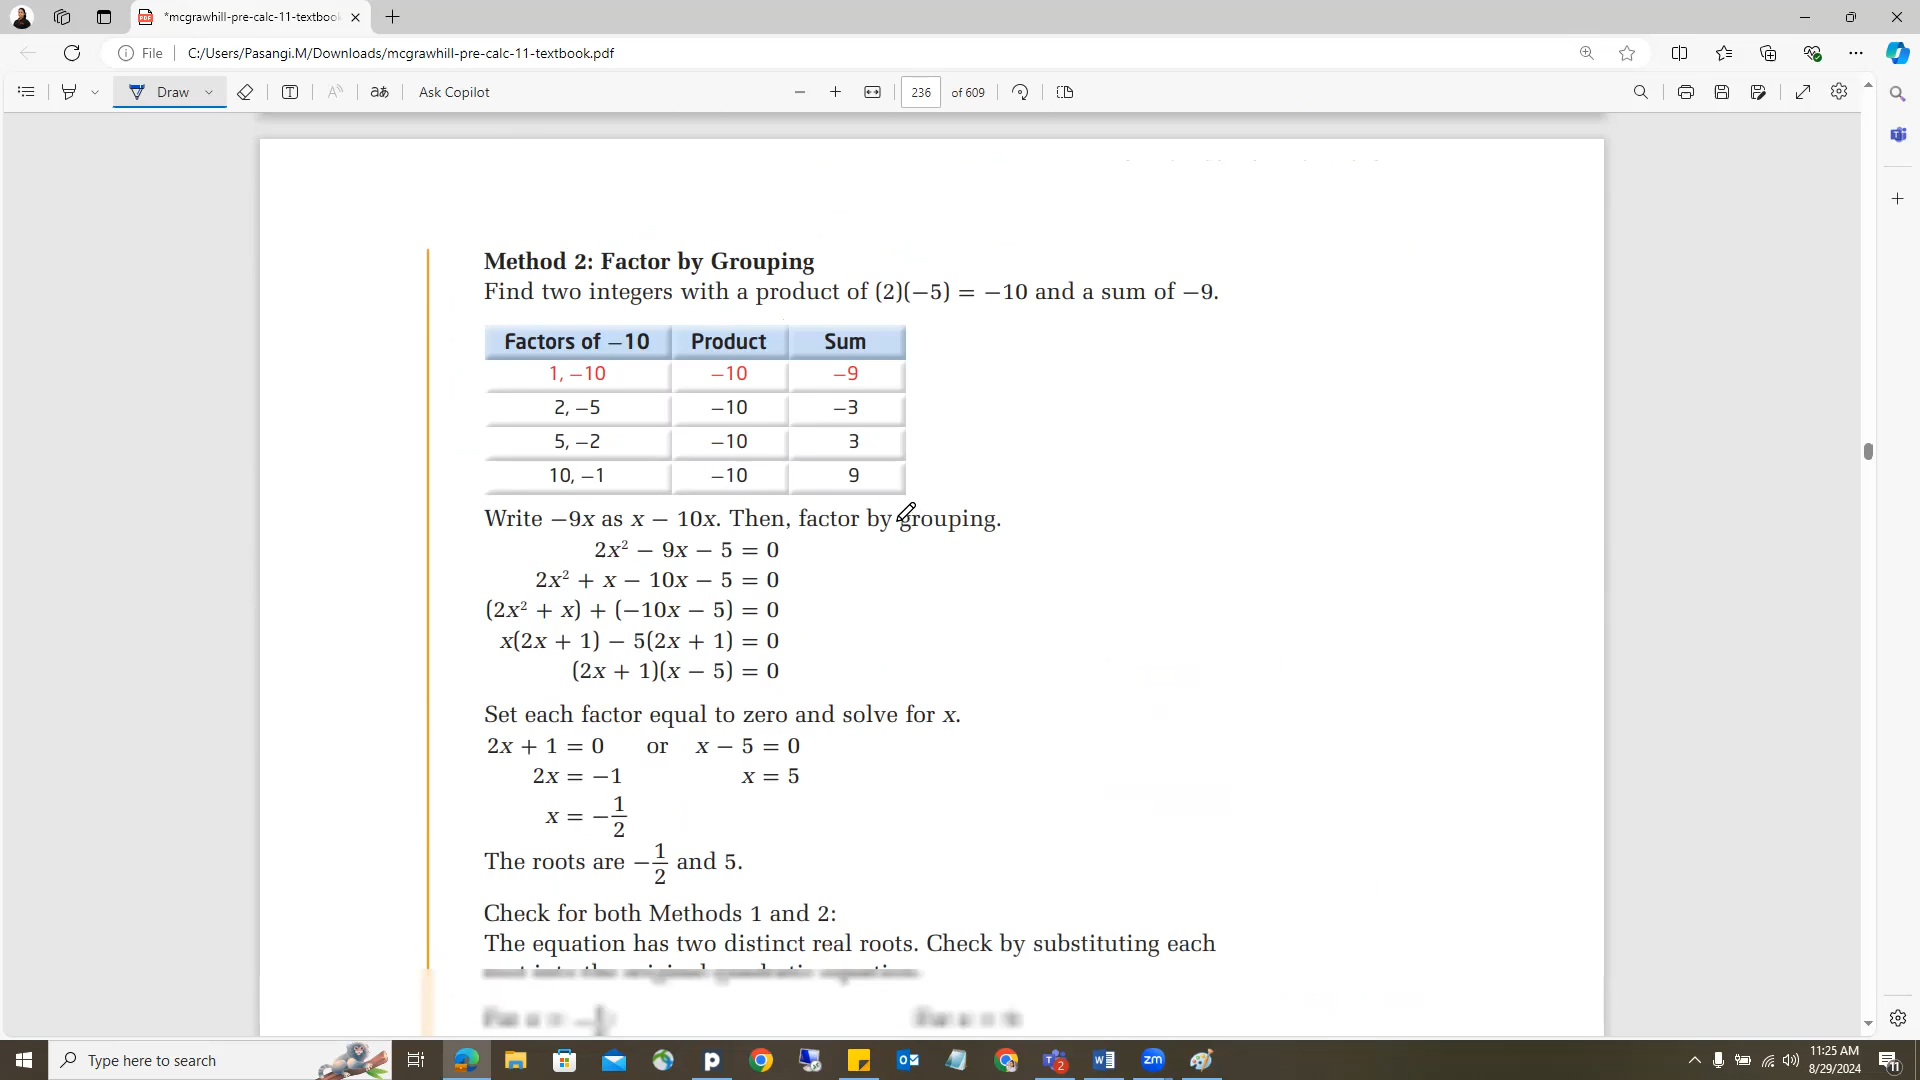 *mcgrawhill-pre-calc-11-textbook
File
C:/Users/Pasangi.M/Downloads/mcgrawhill-pre-calc-11-textbook.pdf
Draw
Ask Copilot
236 of 609
Method 2: Factor by Grouping
Find two integers with a product of (2)(−5) = −10 and a sum of −9.
Factors of −10 Product Sum
1, −10 −10 −9
2, −5 −10 −3
5, −2 −10 3
10, −1 −10 9
Write −9x as x − 10x. Then, factor by grouping.
2x² − 9x − 5 = 0
2x² + x − 10x − 5 = 0
(2x² + x) + (−10x − 5) = 0
x(2x + 1) − 5(2x + 1) = 0
(2x + 1)(x − 5) = 0
Set each factor equal to zero and solve for x.
2x + 1 = 0 or x − 5 = 0
2x = −1 x = 5
x = −1/2
The roots are −1/2 and 5.
Check for both Methods 1 and 2:
The equation has two distinct real roots. Check by substituting each
Type here to search
11:25 AM
8/29/2024